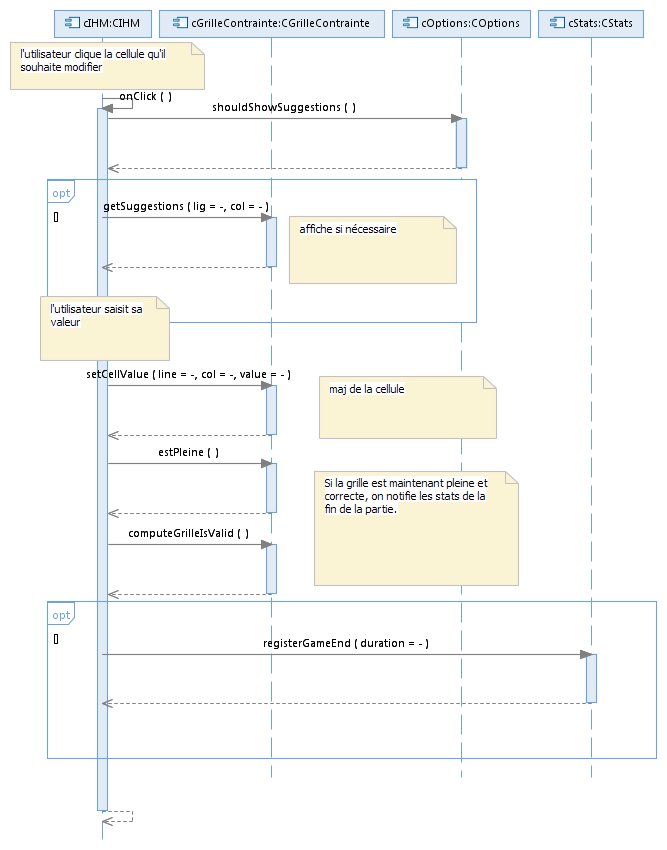 cIHM:CIHM
cGrilleContrainte:CGrilleContrainte
cOptions:COptions
cStats:CStats
l'utilisateur clique la cellule qu'il
souhaite modifier
onClick ( )
shouldShowSuggestions ( )
opt
[]
getSuggestions ( lig = -, col = - )
affiche si nécessaire
l'utilisateur saisit sa
valeur
setCellValue ( line = -, col = -, value = - )
maj de la cellule
estPleine ( )
Si la grille est maintenant pleine et
correcte, on notifie les stats de la
fin de la partie.
computeGrilleIsValid ( )
opt
[]
registerGameEnd ( duration = - )